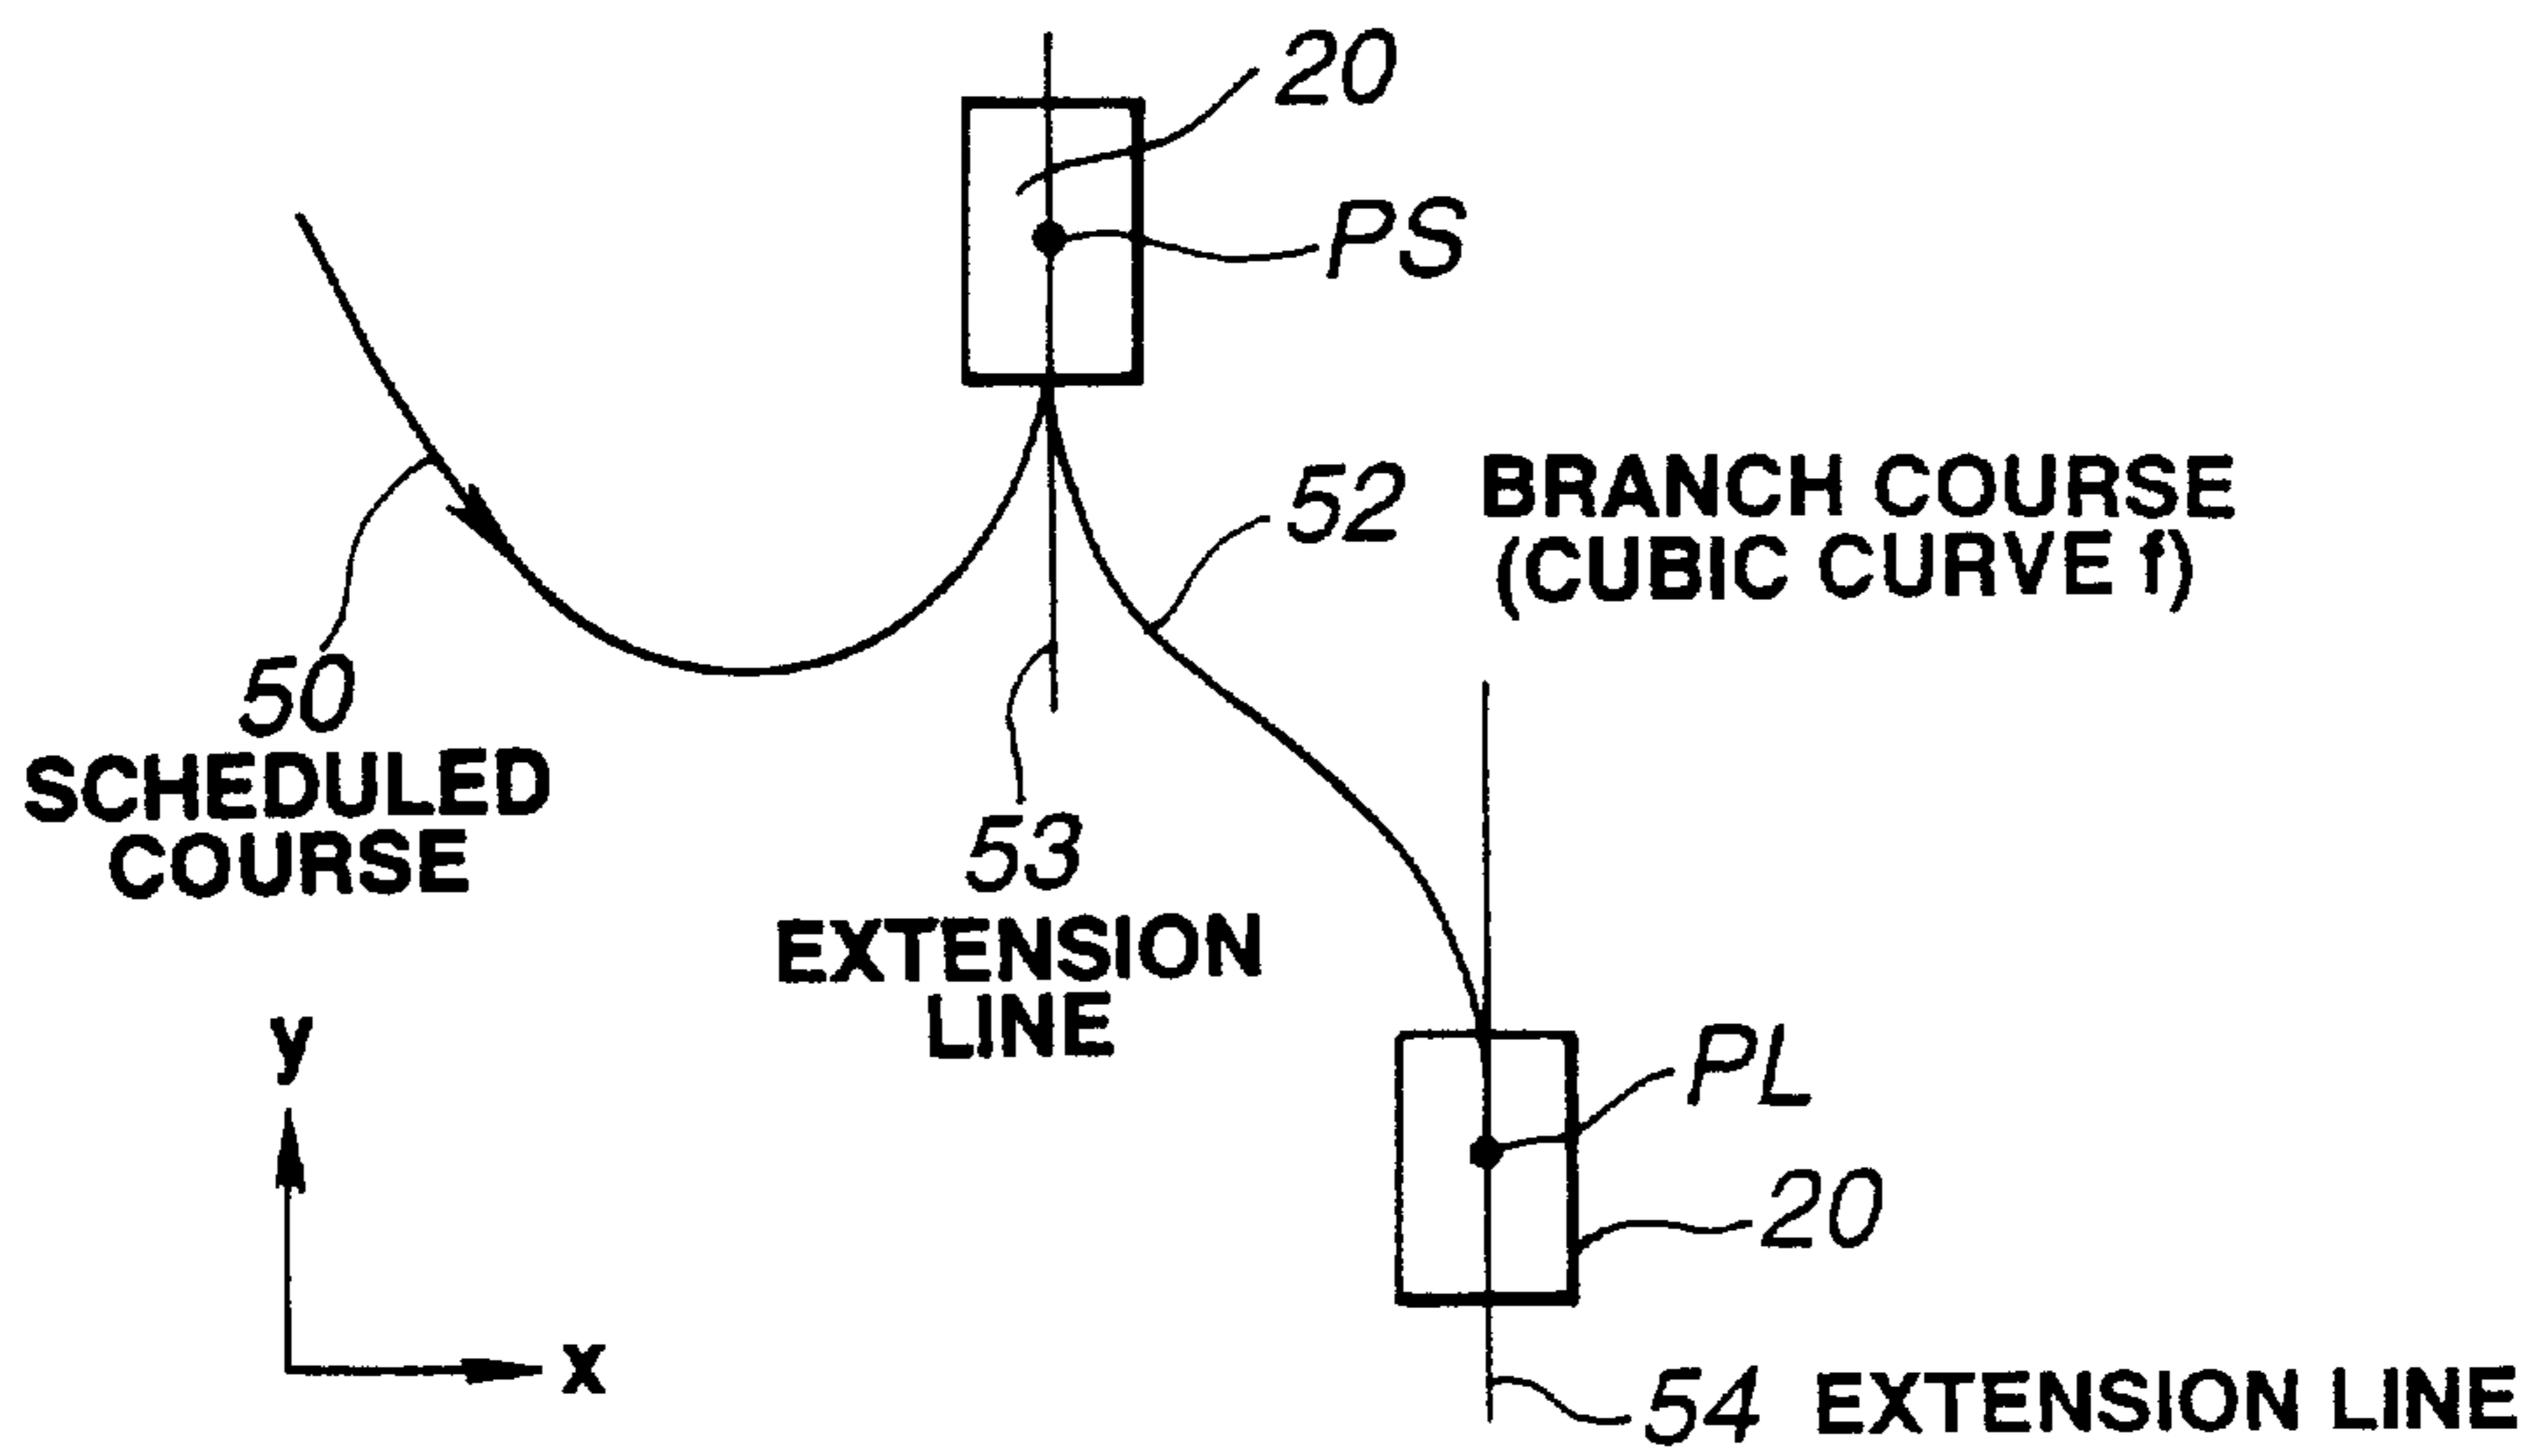 20
PS
52
BRANCH COURSE
(CUBIC CURVE f)
50
SCHEDULED
COURSE
53
EXTENSION
LINE
PL
20
y
x
54 EXTENSION LINE